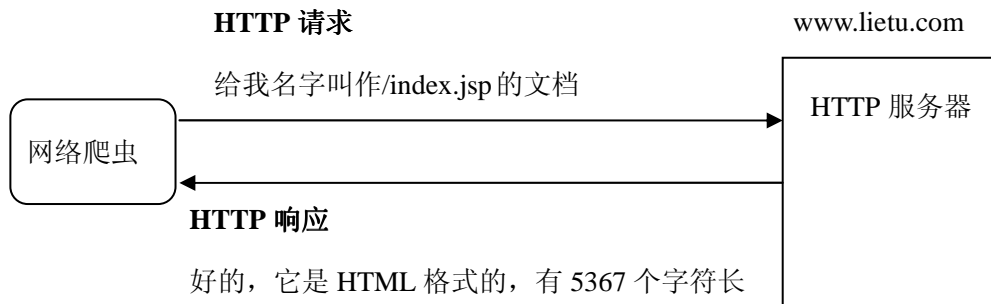 HTTP 请求
www.lietu.com
给我名字叫作/index.jsp的文档
HTTP 服务器
网络爬虫
HTTP 响应
好的，它是 HTML 格式的，有 5367 个字符长